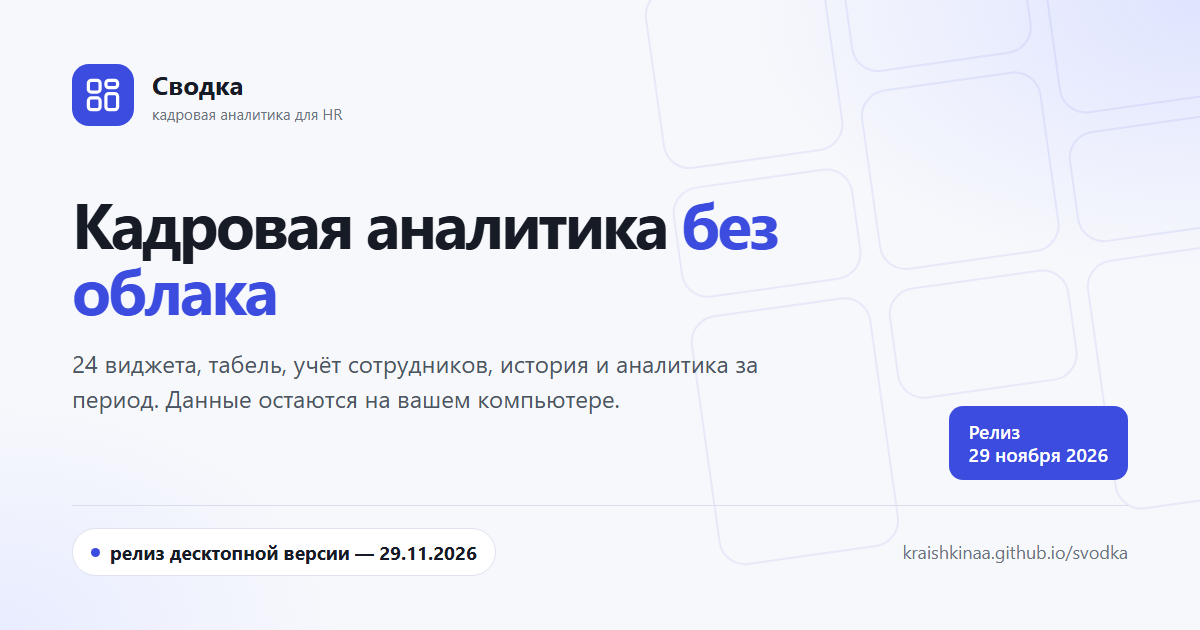 Сводка
кадровая аналитика для HR
Кадровая аналитика без
облака
24 виджета, табель, учёт сотрудников, история и аналитика за
период. Данные остаются на вашем компьютере.
Релиз
29 ноября 2026
релиз десктопной версии — 29.11.2026
kraishkinaa.github.io/svodka